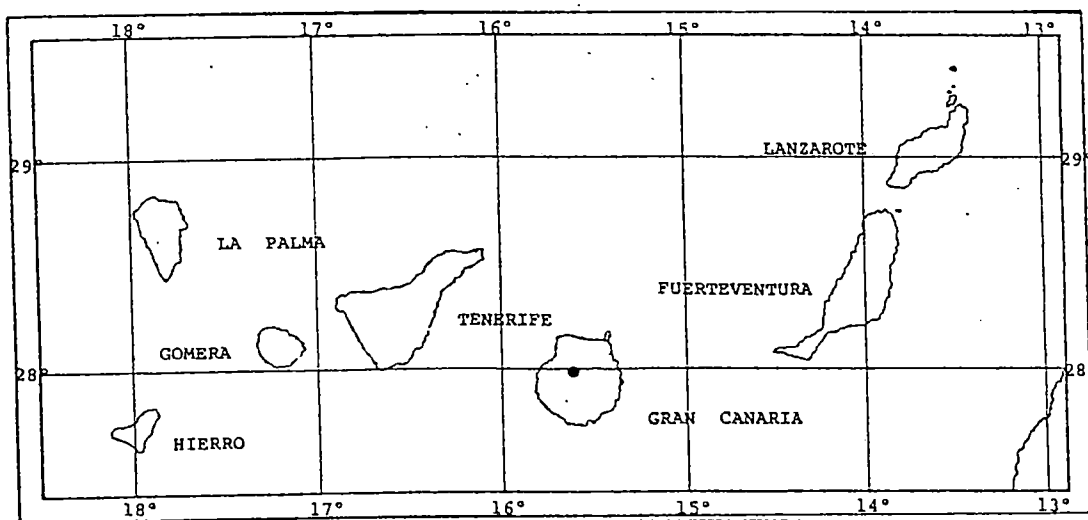 18° 17° 16° 15° 14° 13°
LANZAROTE
29° 29°
LA PALMA
FUERTEVENTURA
TENERIFE
GOMERA
28° 28
GRAN CANARIA
HIERRO
18° 17° 16° 15° 14° 13°